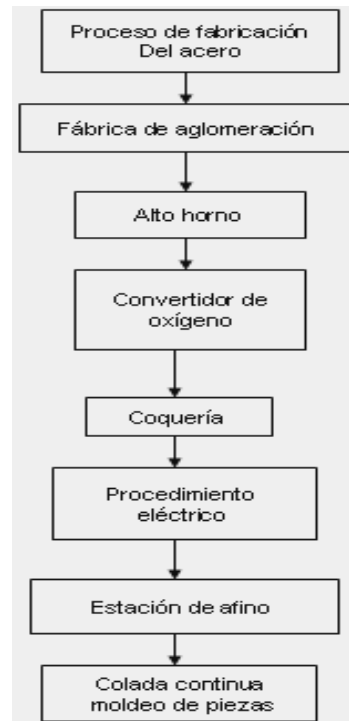 Proceso de fabricación
Del acero
Fábrica de aglomeración
Alto horno
Convertidor de
oxígeno
Coquería
Procedimiento
eléctrico
Estación de afino
Colada continua
moldeo de piezas